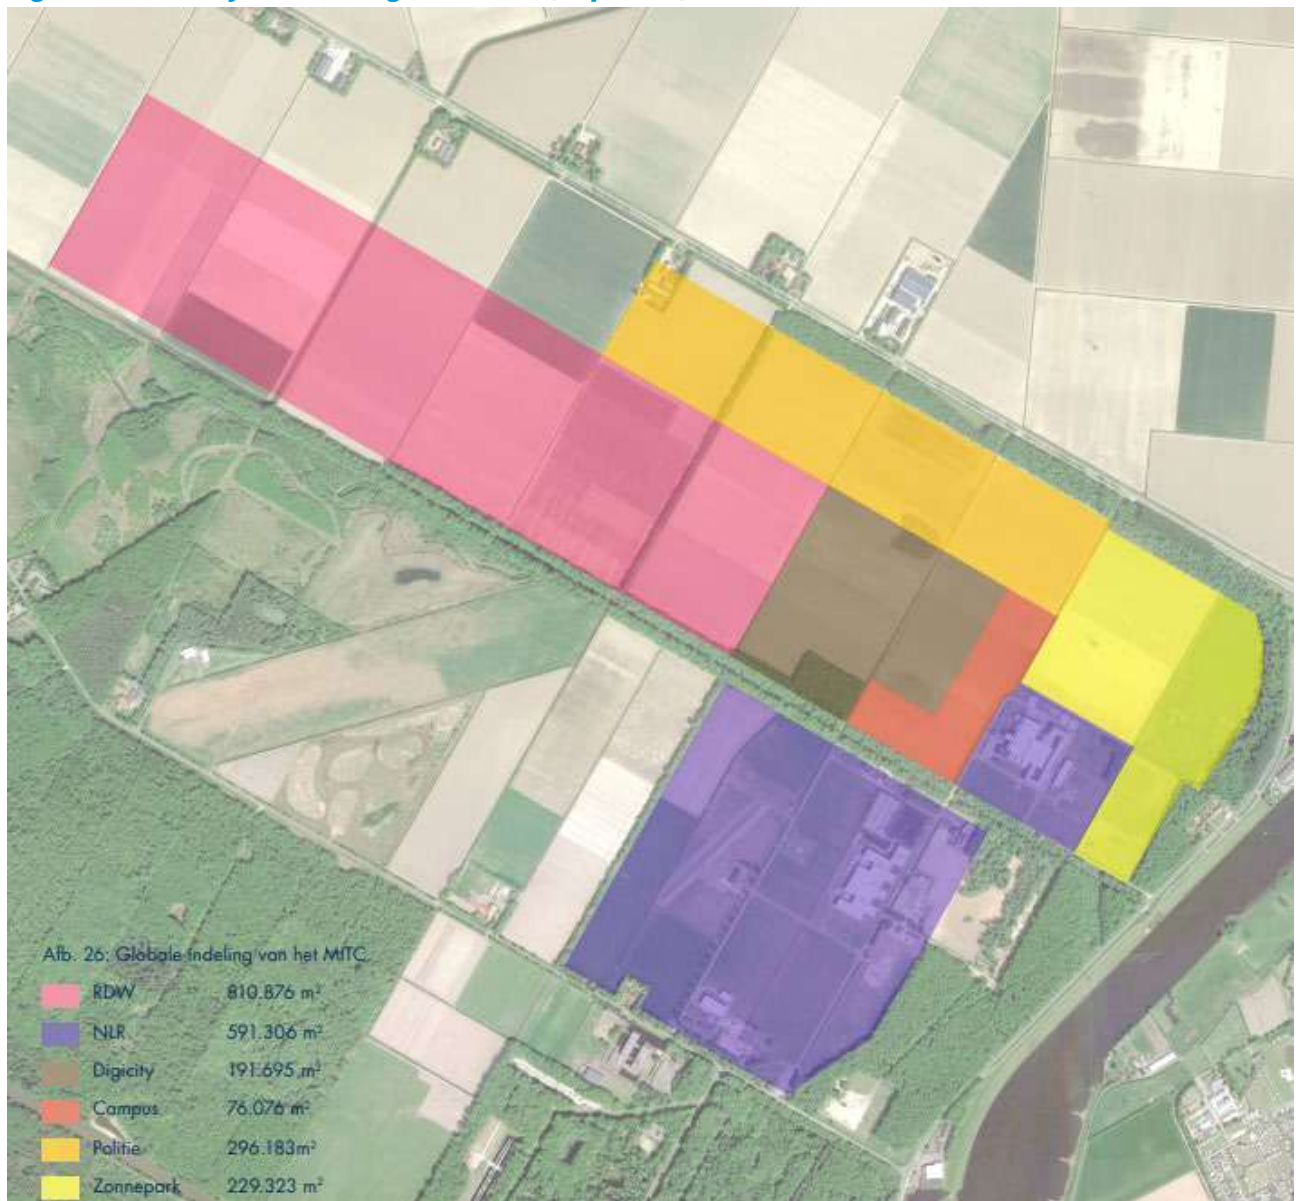 Afb. 26: Globale indeling van het MITC
RDW 810.876 m²
NLR 591.306 m²
Digicity 191.695 m²
Campus 76.076 m²
Politie 296.183m²
Zonnepark 229.323 m²